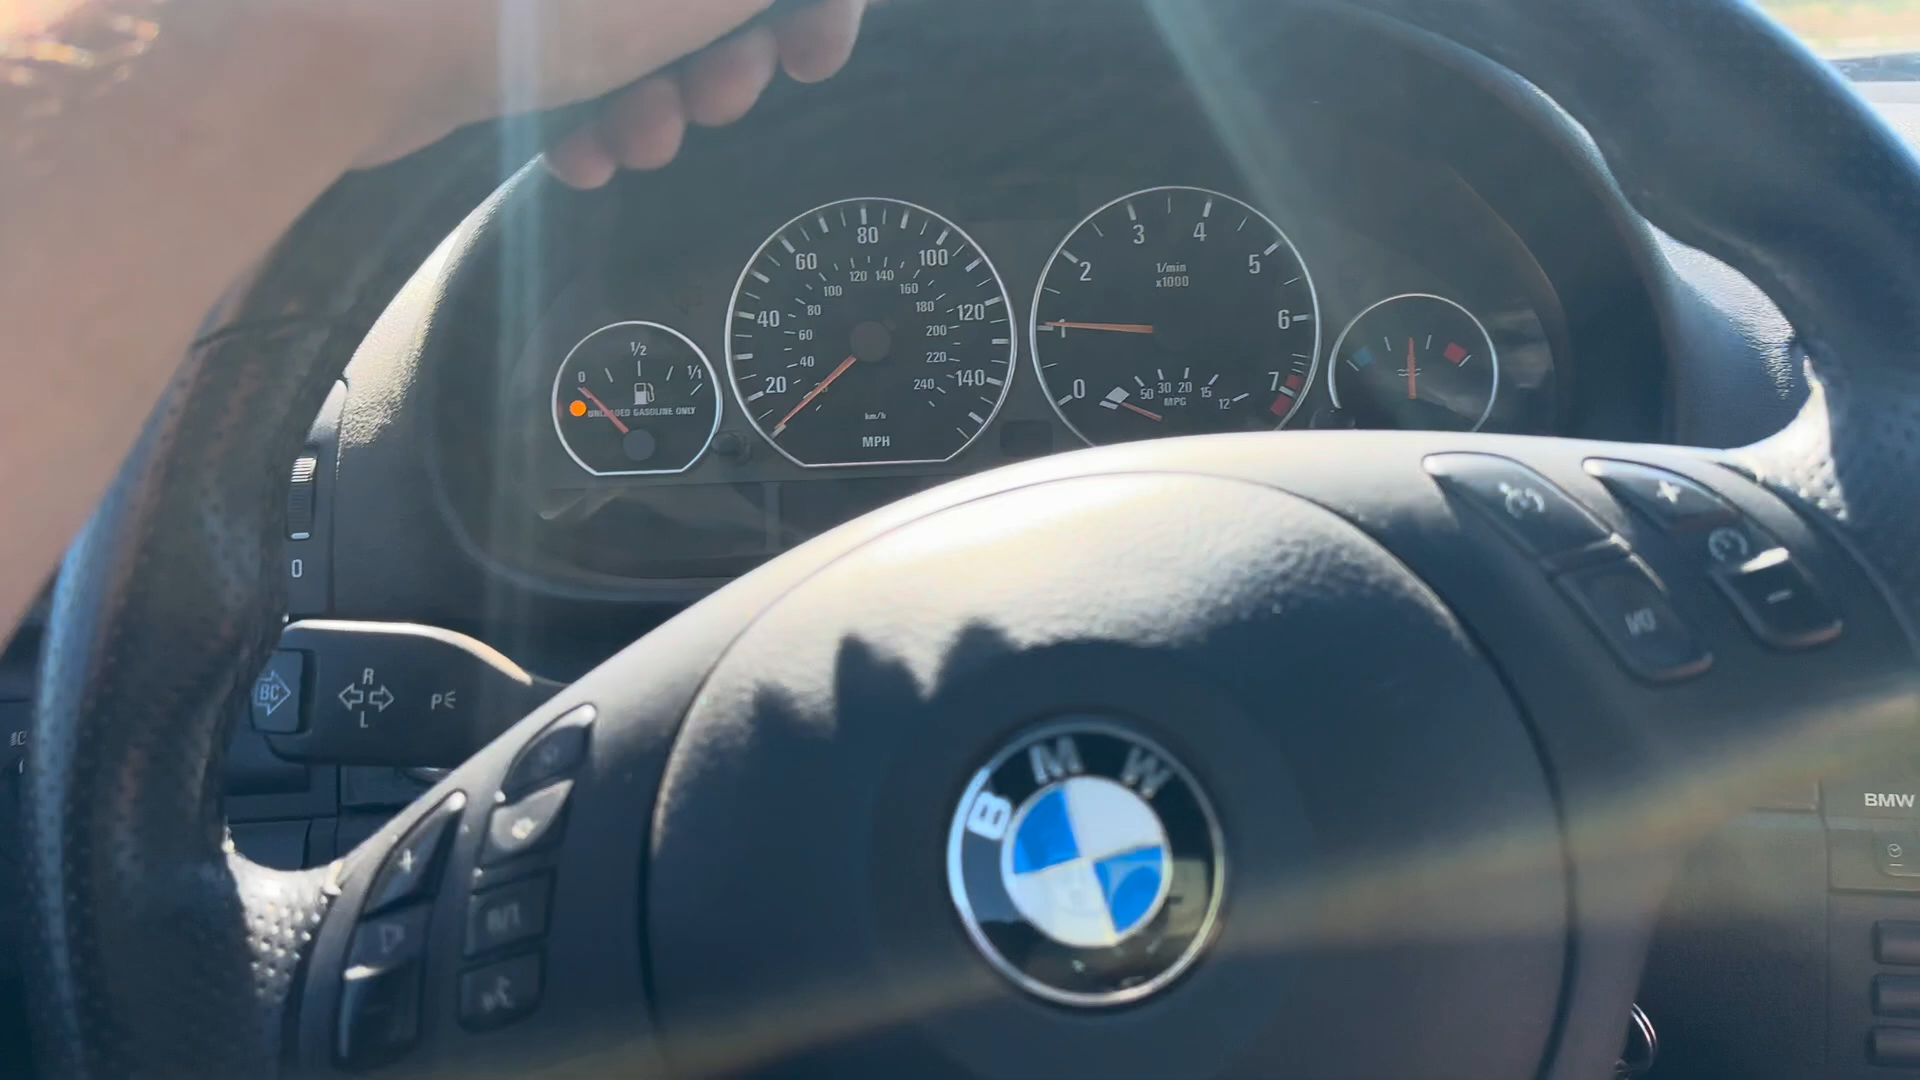 80
60
100
120 140
100
160
40
80
180
120
60
200
40
220
20
240
140
km/h
MPH
3
4
2
5
1/min
x1000
1
6
0
7
50 30 20 15
12
MPG
1/2
0
1/1
UNLEADED GASOLINE ONLY
0
BC
R
L
P
+
+
-
I/O
R/T
BMW
BMW